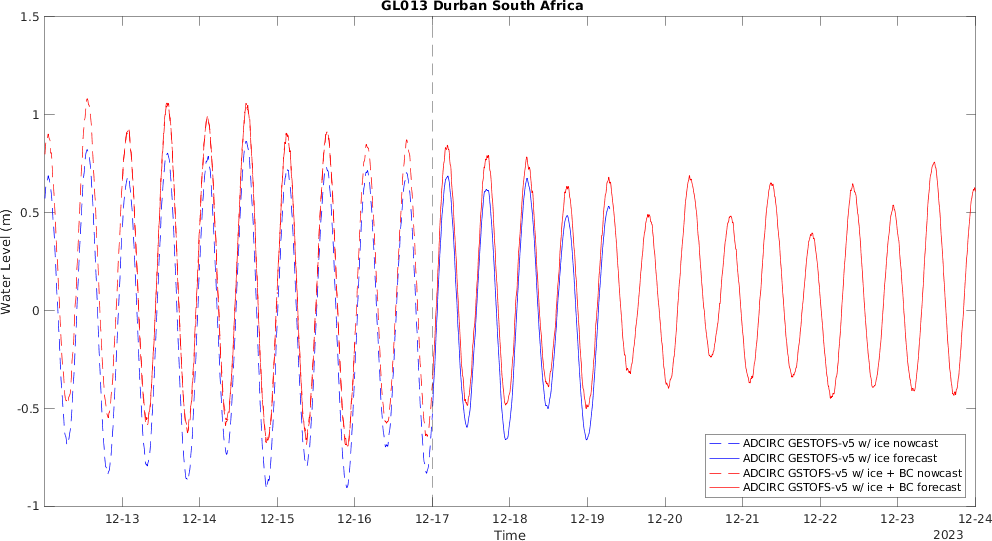 GL013 Durban South Africa
1.5
1
0.5
0
-0.5
-1
Water Level (m)
12-13 12-14 12-15 12-16 12-17 12-18 12-19 12-20 12-21 12-22 12-23 12-24
Time
2023
ADCIRC GESTOFS-v5 w/ ice nowcast
ADCIRC GESTOFS-v5 w/ ice forecast
ADCIRC GSTOFS-v5 w/ ice + BC nowcast
ADCIRC GSTOFS-v5 w/ ice + BC forecast